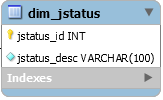 dim_jstatus
jstatus_id INT
jstatus_desc VARCHAR(100)
Indexes